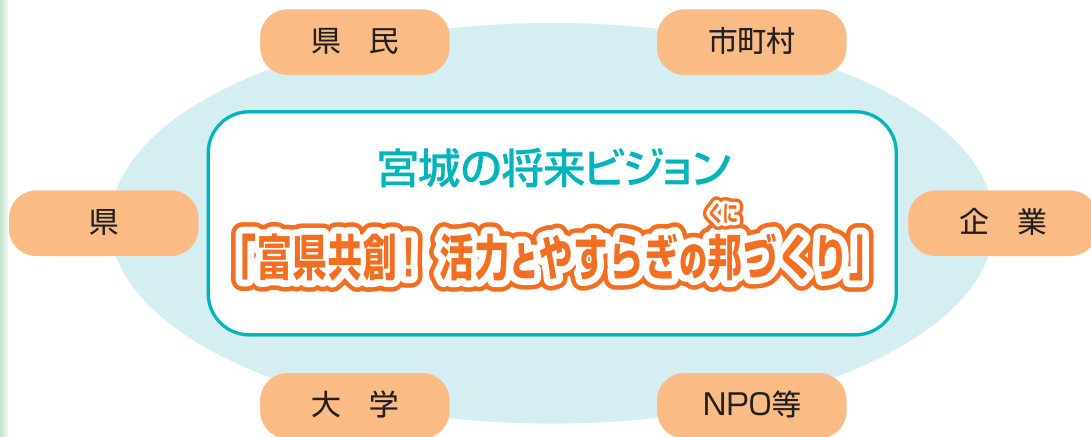 県 民
市町村
宮城の将来ビジョン
県
企 業
くに
「富県共創！ 活力とやすらぎの邦づくり」
大 学
NPO等